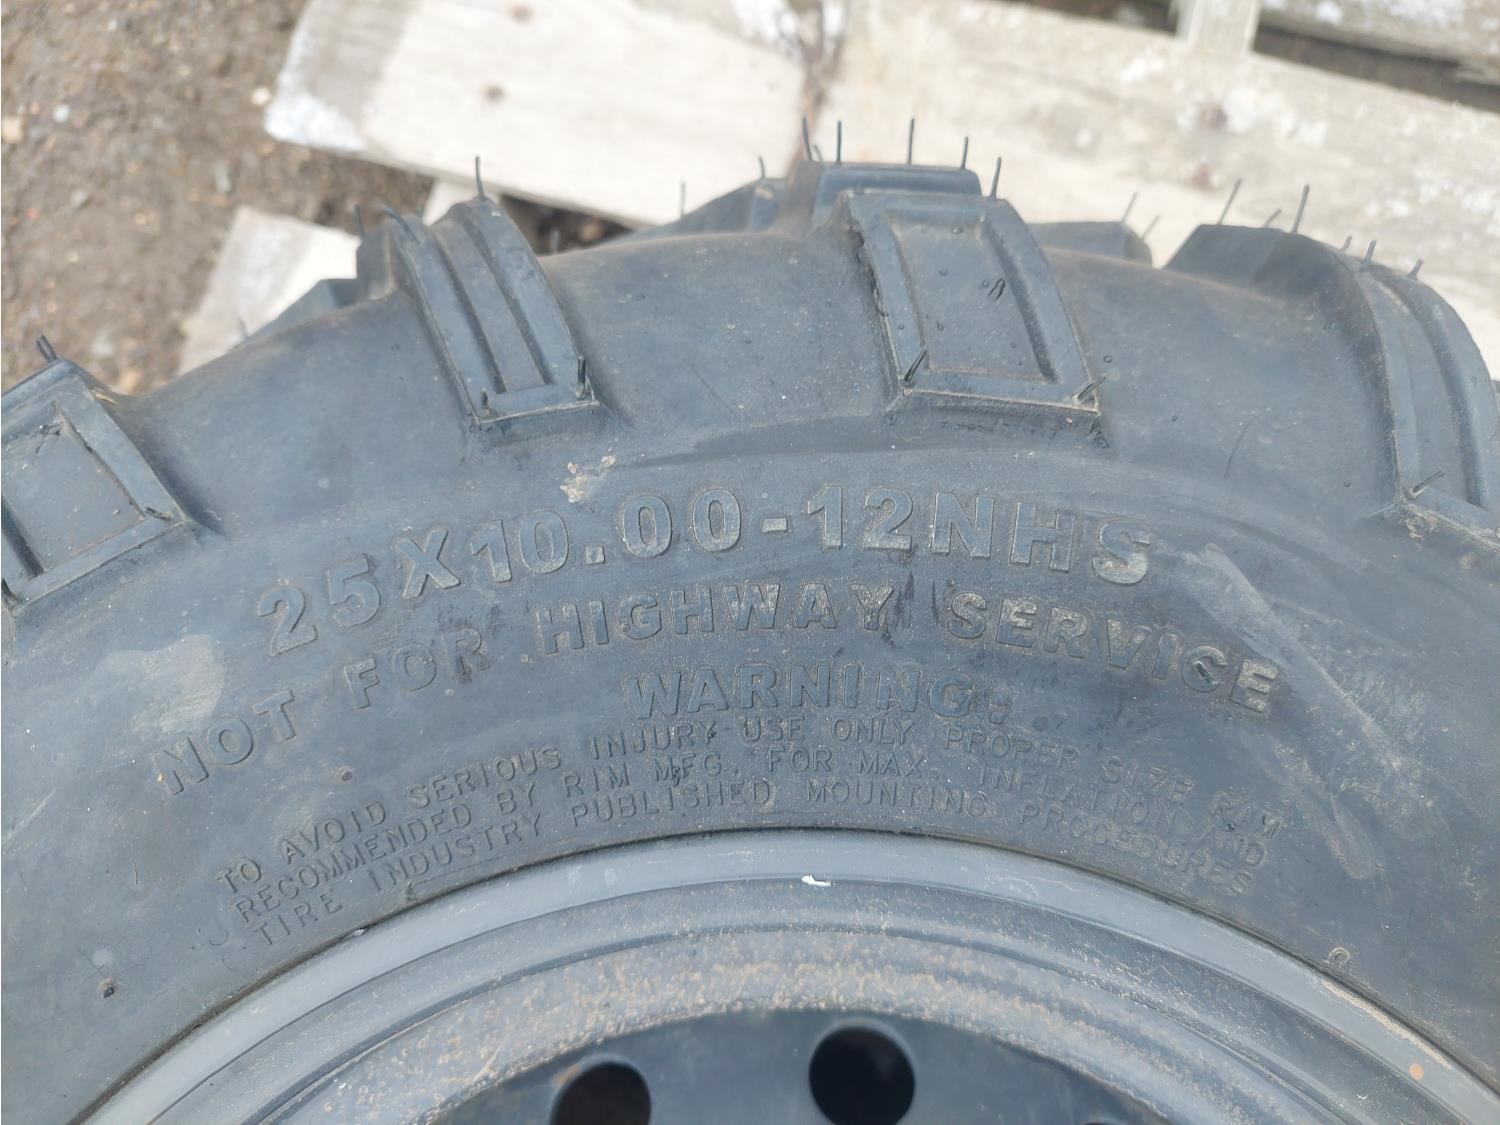 25X10.00-12NHS
NOT FOR HIGHWAY SERVICE
WARNING:
TO AVOID SERIOUS INJURY USE ONLY PROPER SIZE RIM
RECOMMENDED BY RIM MFG. FOR MAX. INFLATION AND
TIRE INDUSTRY PUBLISHED MOUNTING PROCEDURES